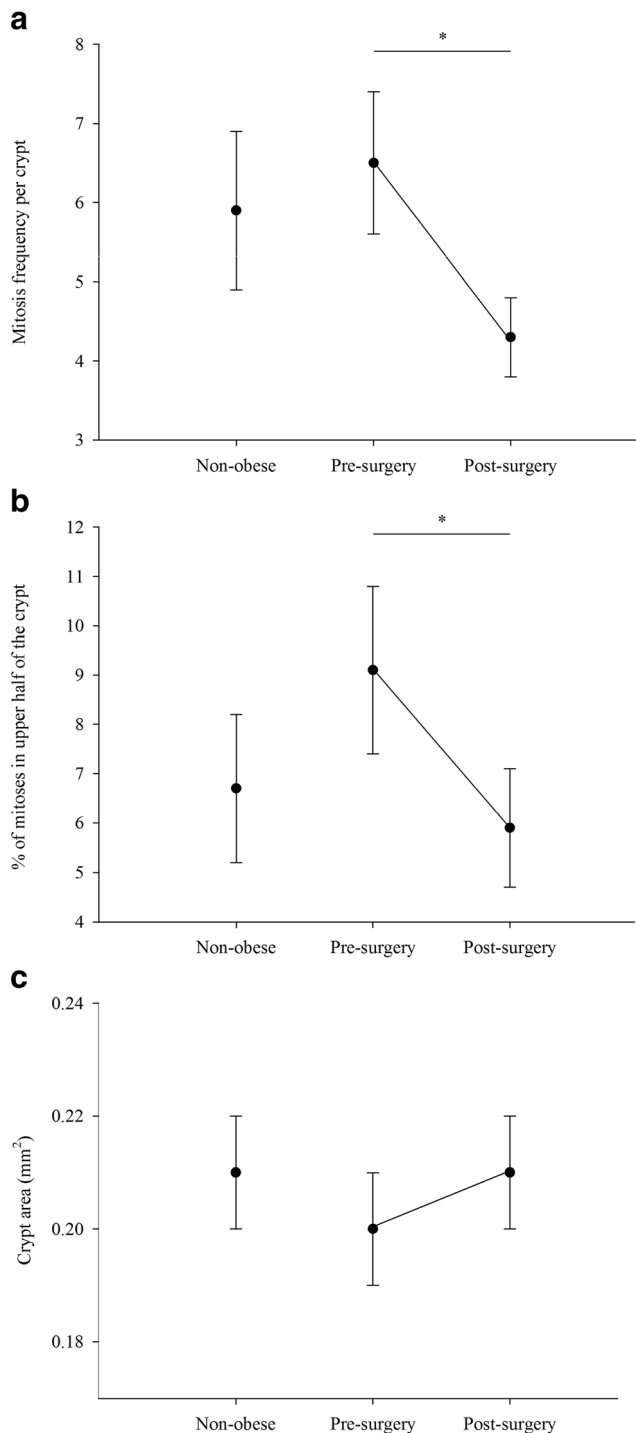 a
8
*
7
6
5
4
3
Mitosis frequency per crypt
Non-obese Pre-surgery Post-surgery
b
12
*
11
10
9
8
7
6
5
4
% of mitoses in upper half of the crypt
Non-obese Pre-surgery Post-surgery
c
0.24
0.22
0.20
0.18
Crypt area (mm²)
Non-obese Pre-surgery Post-surgery